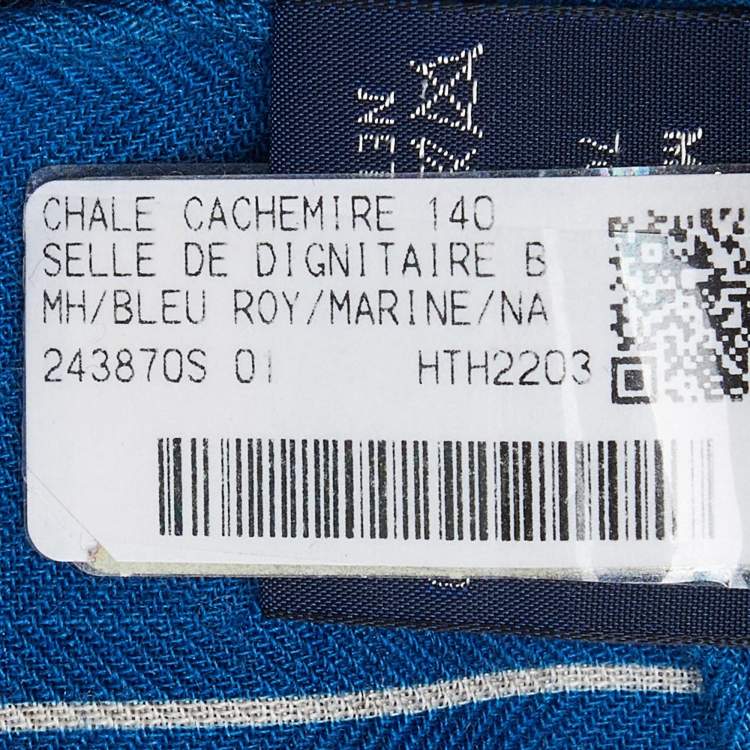 CHALE CACHEMIRE 140
SELLE DE DIGNITAIRE B
MH/BLEU ROY/MARINE/NA
243870S 01 HTH2203